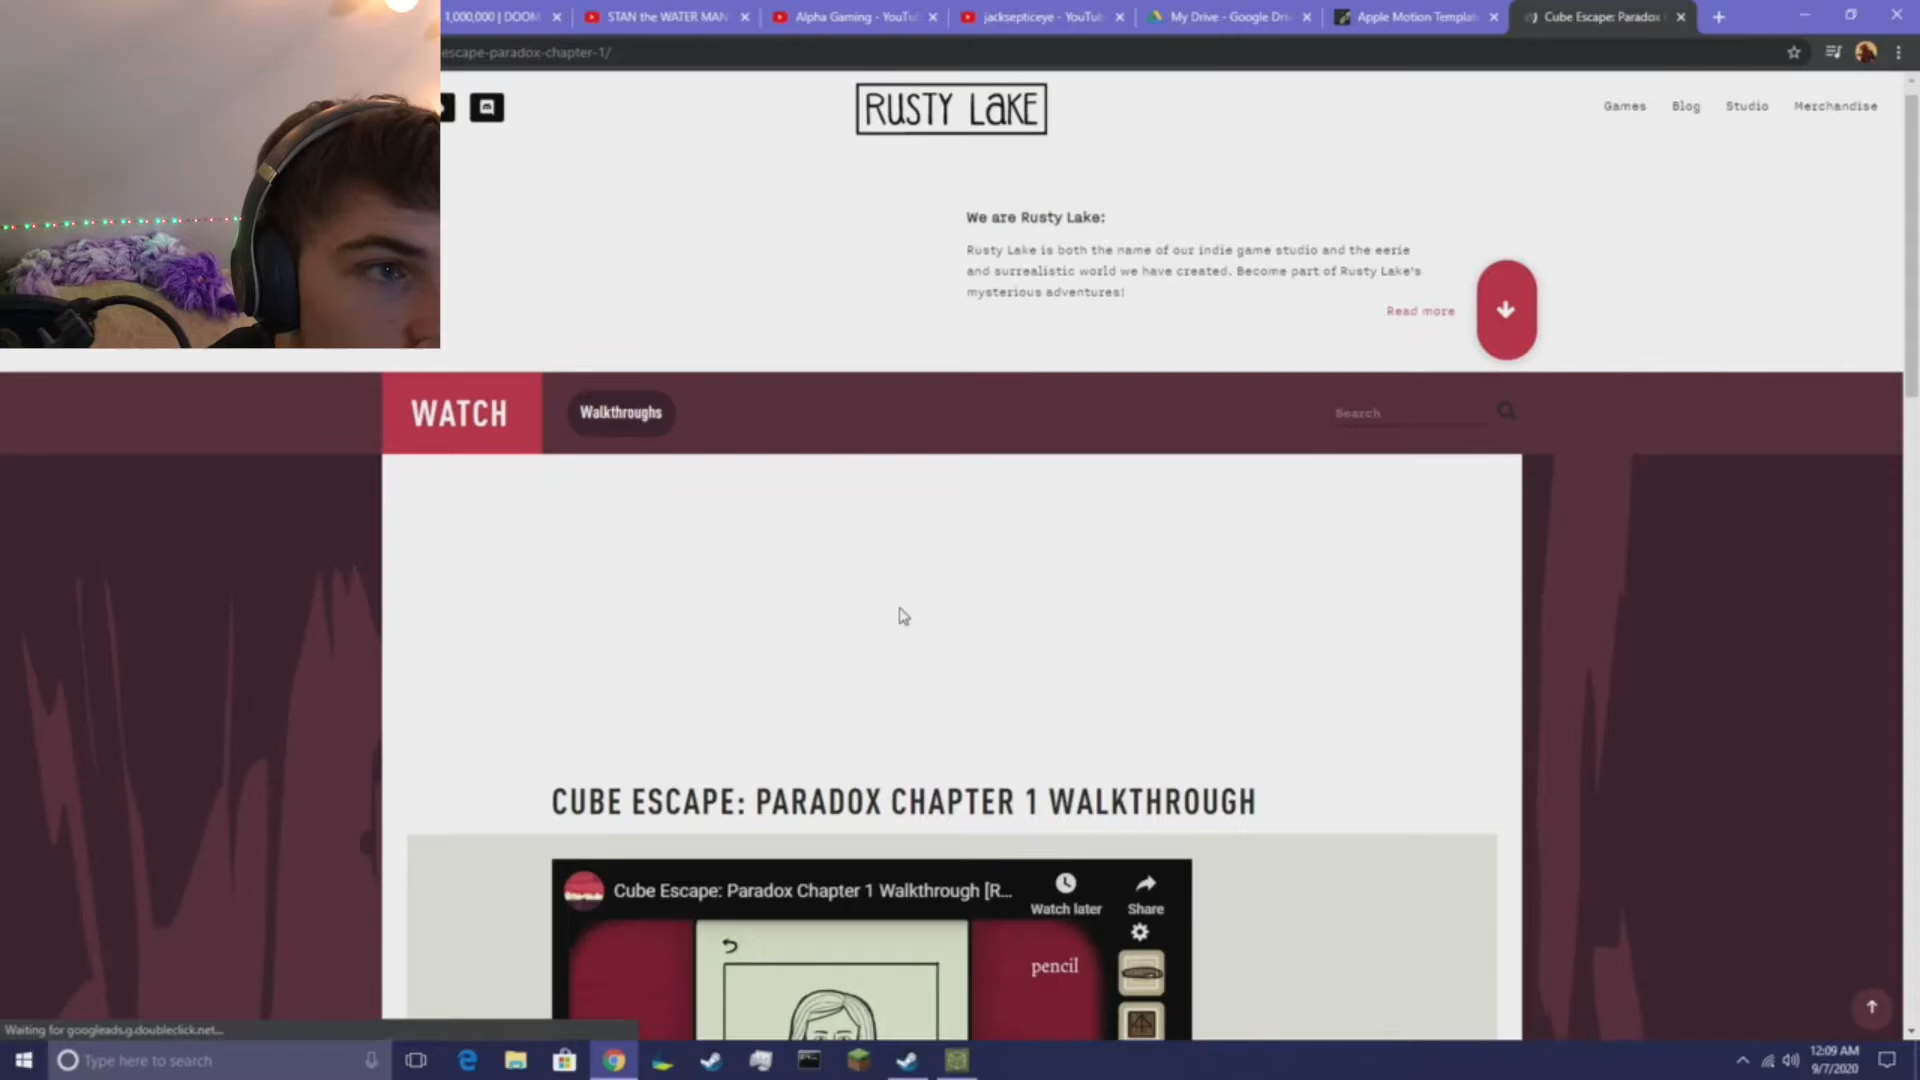 1,000,000 | DOOM
STAN the WATER MAN
Alpha Gaming - YouTu
jacksepticeye - YouTub
My Drive - Google Dri
Apple Motion Templat
Cube Escape: Paradox
escape-paradox-chapter-1/
RUSTY LaKE
Games
Blog
Studio
Merchandise
We are Rusty Lake:
Rusty Lake is both the name of our indie game studio and the eerie
and surrealistic world we have created. Become part of Rusty Lake's
mysterious adventures!
Read more
WATCH
Walkthroughs
Search
CUBE ESCAPE: PARADOX CHAPTER 1 WALKTHROUGH
Cube Escape: Paradox Chapter 1 Walkthrough [R...
Watch later
Share
pencil
Waiting for googleads.g.doubleclick.net...
Type here to search
12:09 AM
9/7/2020